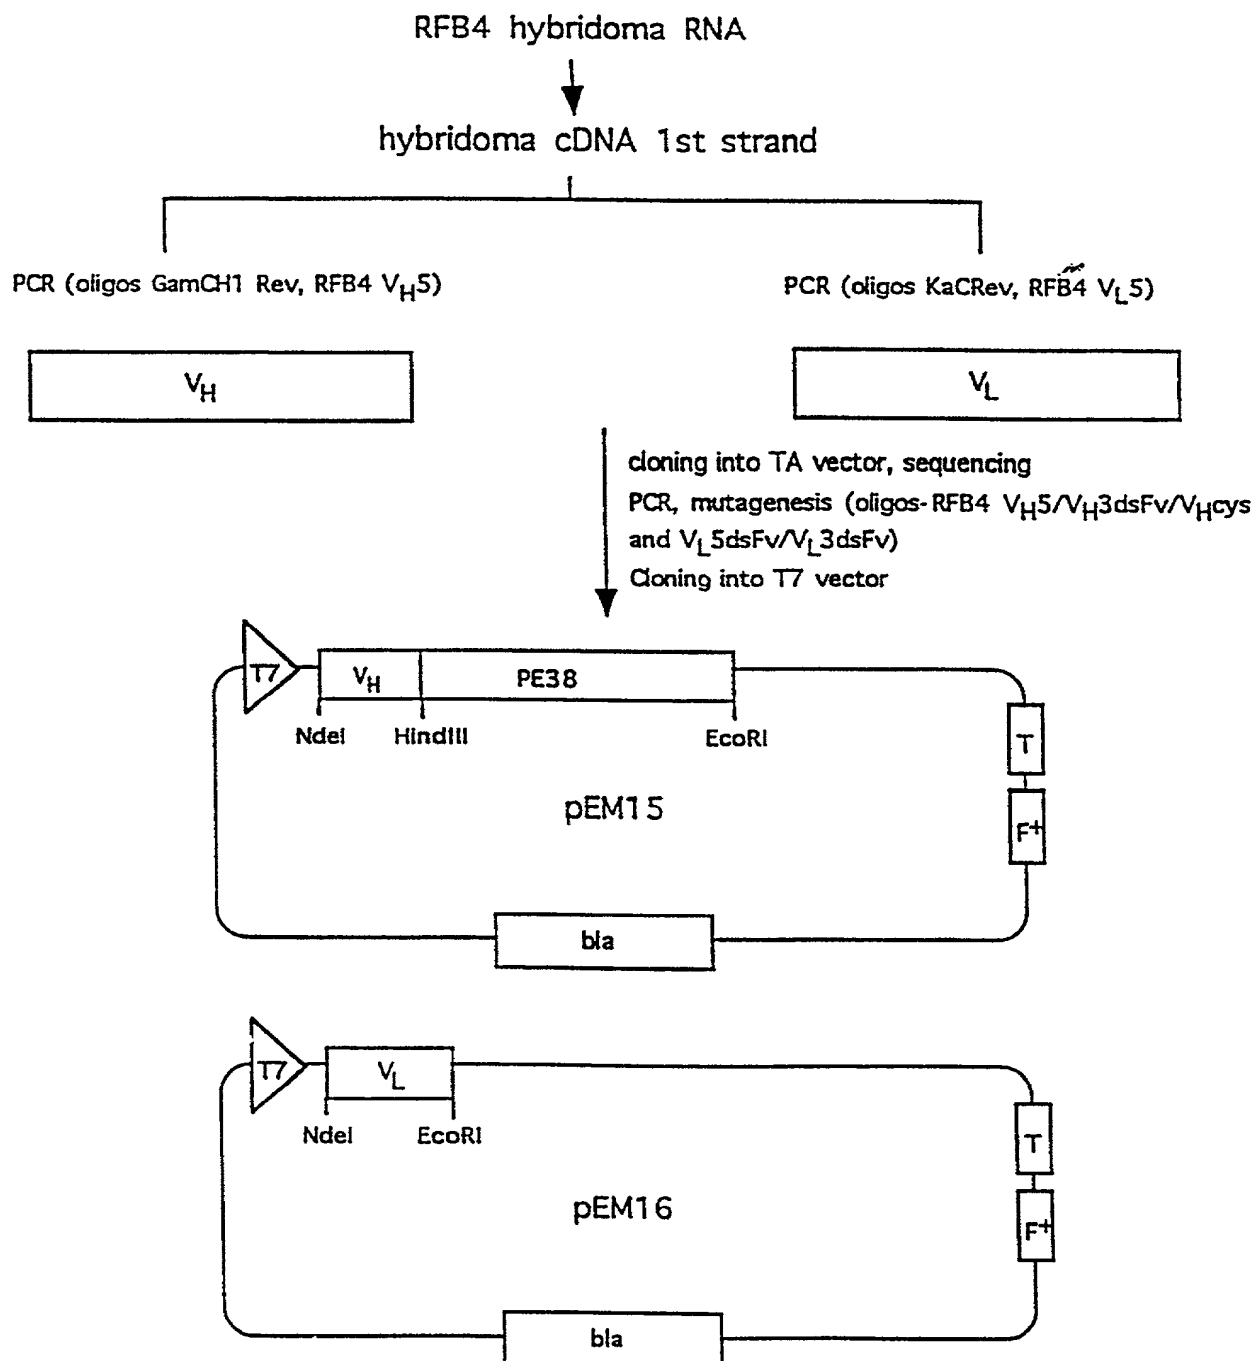 RFB4 hybridoma RNA
hybridoma cDNA 1st strand
PCR (oligos GamCH1 Rev, RFB4 VH5)
PCR (oligos KaCRev, RFB4 VL5)
VH
VL
cloning into TA vector, sequencing
PCR, mutagenesis (oligos-RFB4 VH5/VH3dsFv/VHcys
and VL5dsFv/VL3dsFv)
Cloning into T7 vector
T7
VH
PE38
NdeI
HindIII
EcoRI
T
F+
pEM15
bla
T7
VL
NdeI
EcoRI
T
F+
pEM16
bla